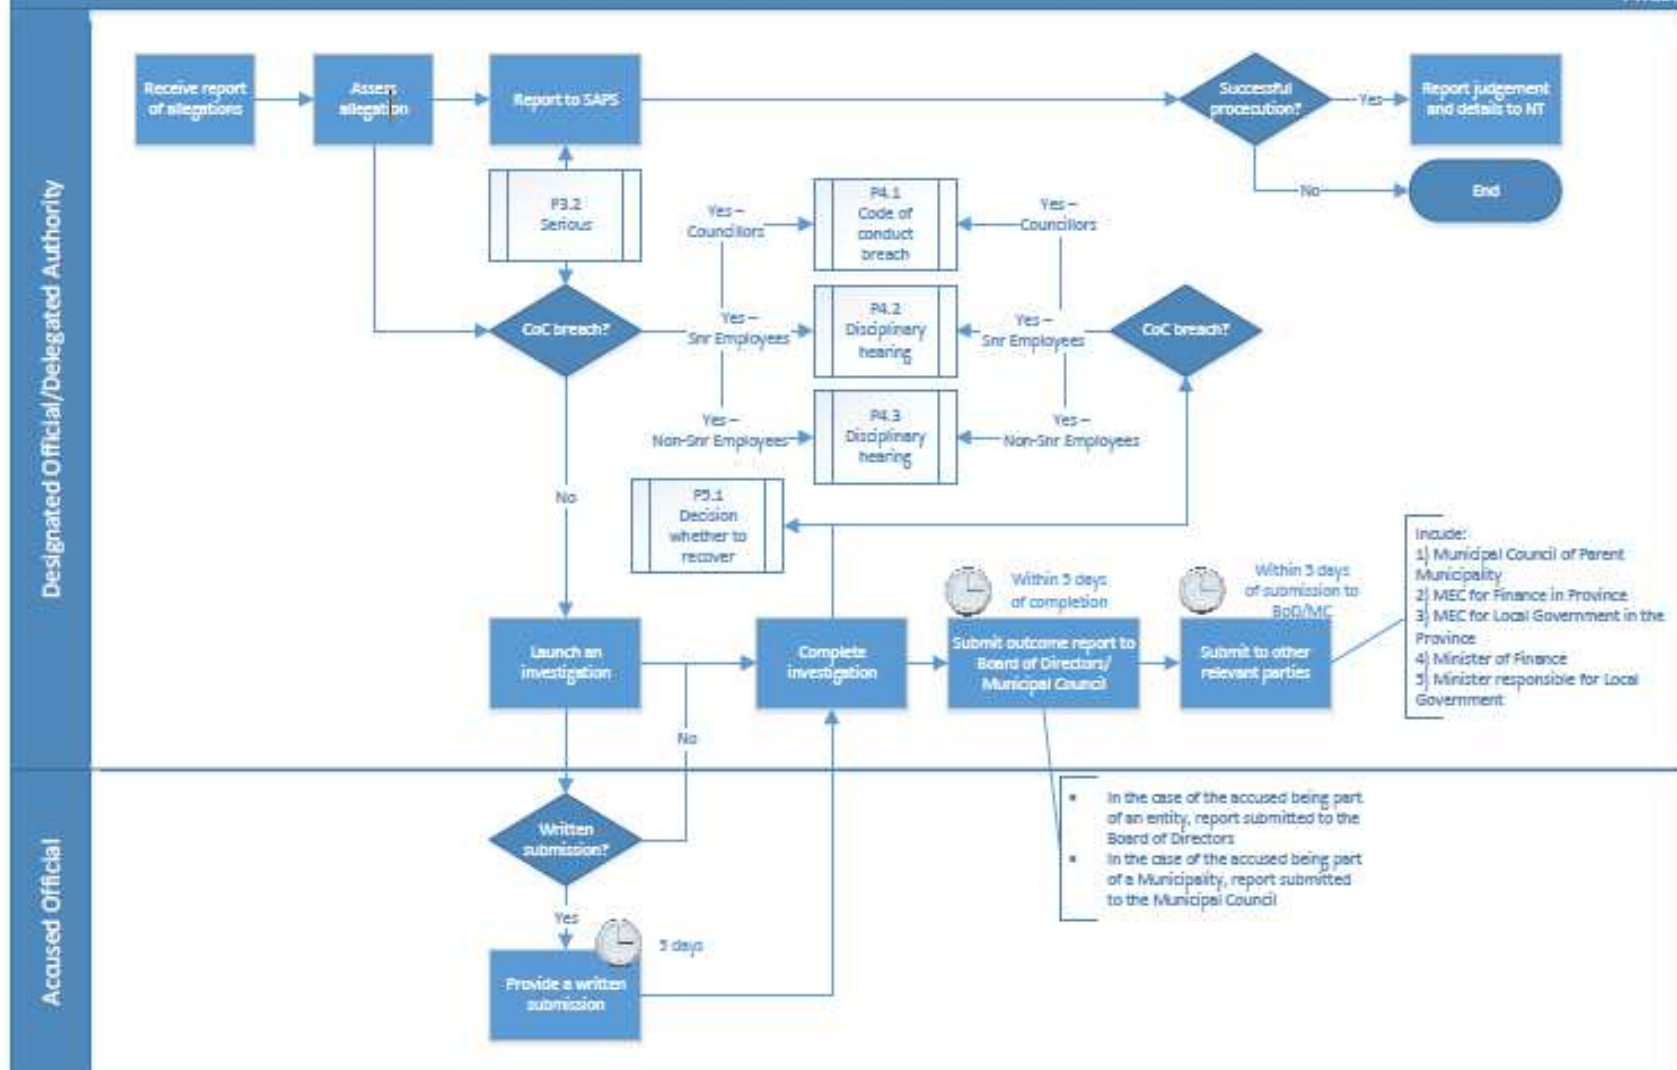 Designated Official/Delegated Authority
Receive report
of allegations
Assess
allegation
Report to SAPS
Successful
procecution?
Yes
Report judgement
and details to NT
No
End
P3.2
Serious
Yes –
Councillors
P4.1
Code of
conduct
breach
Yes –
Councillors
CoC breach?
Yes –
Snr Employees
P4.2
Disciplinary
hearing
Yes –
Snr Employees
CoC breach?
Yes –
Non-Snr Employees
P4.3
Disciplinary
hearing
Yes –
Non-Snr Employees
No
P5.1
Decision
whether to
recover
Within 5 days
of completion
Within 5 days
of submission to
BoD/MC
Include:
1) Municipal Council of Parent
Municipality
2) MEC for Finance in Province
3) MEC for Local Government in the
Province
4) Minister of Finance
5) Minister responsible for Local
Government
Launch an
investigation
Complete
investigation
Submit outcome report to
Board of Directors/
Municipal Council
Submit to other
relevant parties
No
Accused Official
Written
submission?
Yes
5 days
Provide a written
submission
• In the case of the accused being part
of an entity, report submitted to the
Board of Directors
• In the case of the accused being part
of a Municipality, report submitted
to the Municipal Council